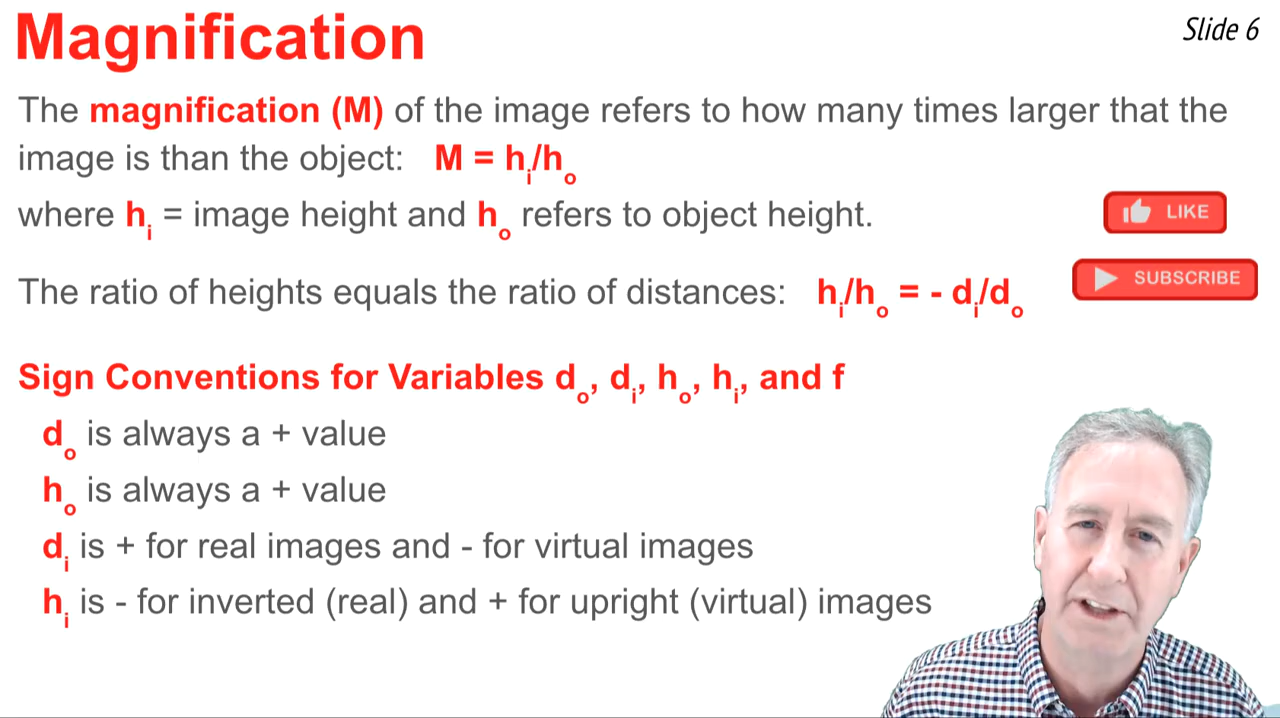 Magnification
Slide 6
The magnification (M) of the image refers to how many times larger that the
image is than the object: M = hᵢ/hₒ
where hᵢ = image height and hₒ refers to object height.
LIKE
The ratio of heights equals the ratio of distances: hᵢ/hₒ = - dᵢ/dₒ
SUBSCRIBE
Sign Conventions for Variables dₒ, dᵢ, hₒ, hᵢ, and f
dₒ is always a + value
hₒ is always a + value
dᵢ is + for real images and - for virtual images
hᵢ is - for inverted (real) and + for upright (virtual) images